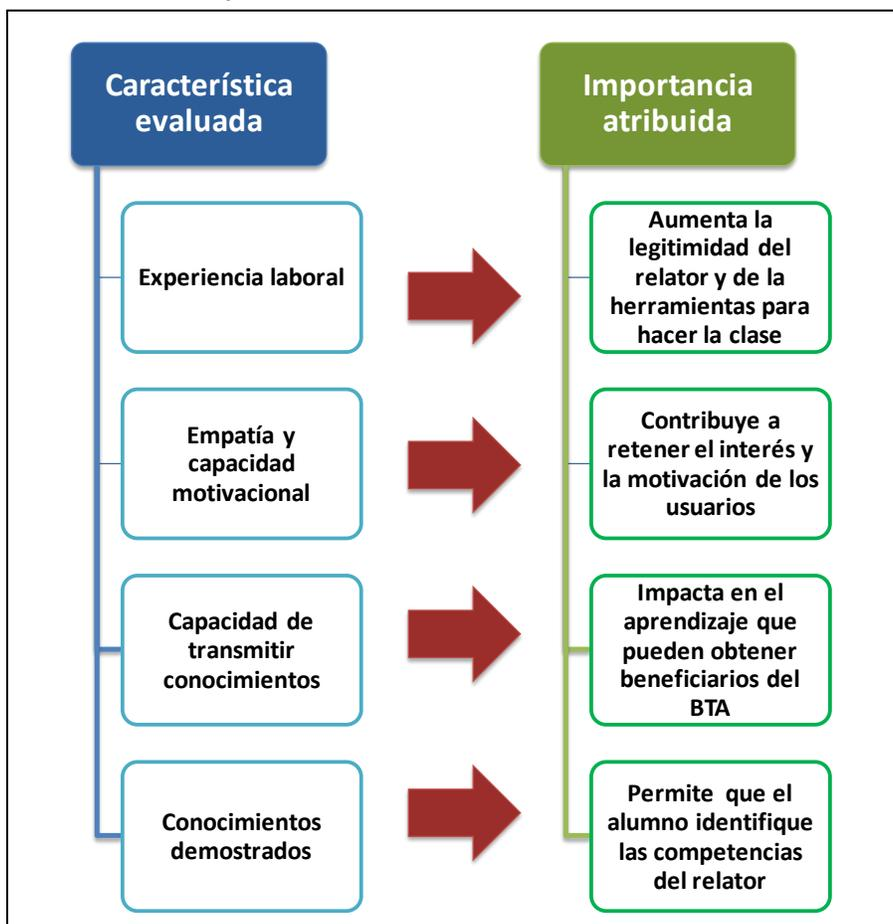 Característica
evaluada
Importancia
atribuida
Experiencia laboral
Aumenta la
legitimidad del
relator y de la
herramientas para
hacer la clase
Empatía y
capacidad
motivacional
Contribuye a
retener el interés y
la motivación de los
usuarios
Capacidad de
transmitir
conocimientos
Impacta en el
aprendizaje que
pueden obtener
beneficiarios del
BTA
Conocimientos
demostrados
Permite que el
alumno identifique
las competencias
del relator